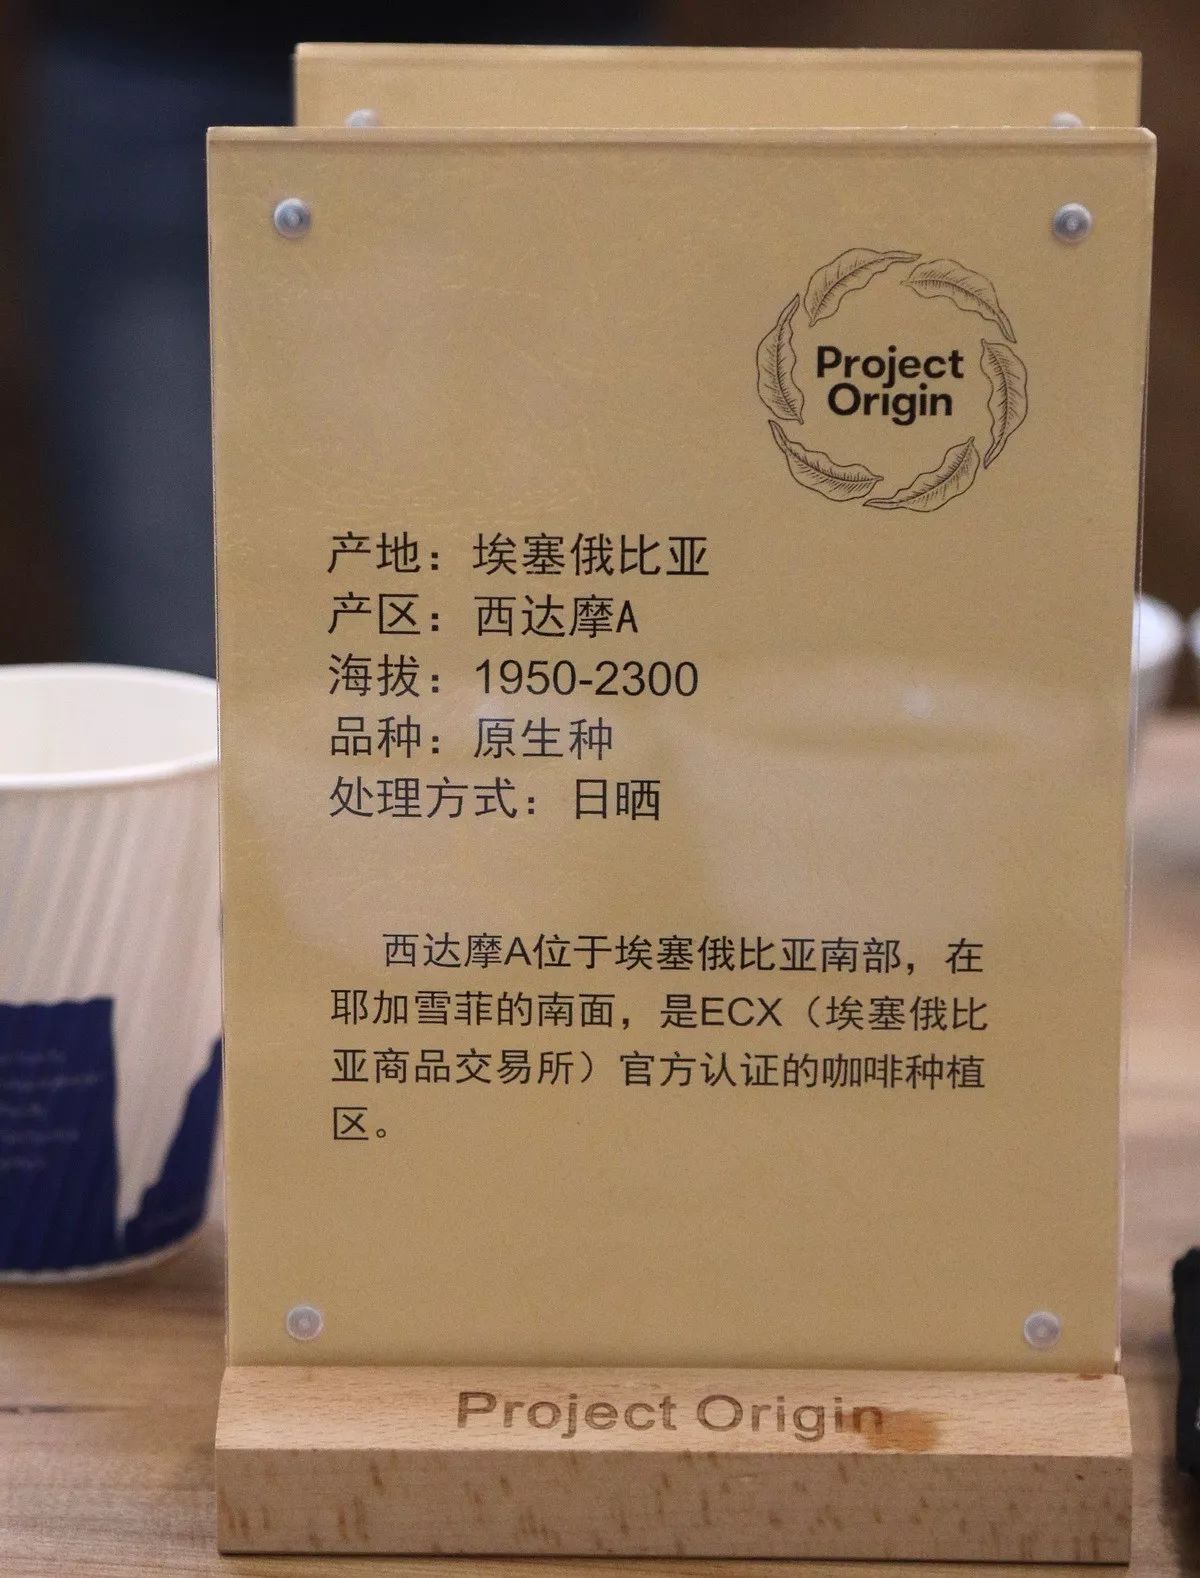 Project
Origin
产地：埃塞俄比亚
产区：西达摩A
海拔：1950-2300
品种：原生种
处理方式：日晒
西达摩A位于埃塞俄比亚南部，在
耶加雪菲的南面，是ECX（埃塞俄比
亚商品交易所）官方认证的咖啡种植
区。
Project Origin